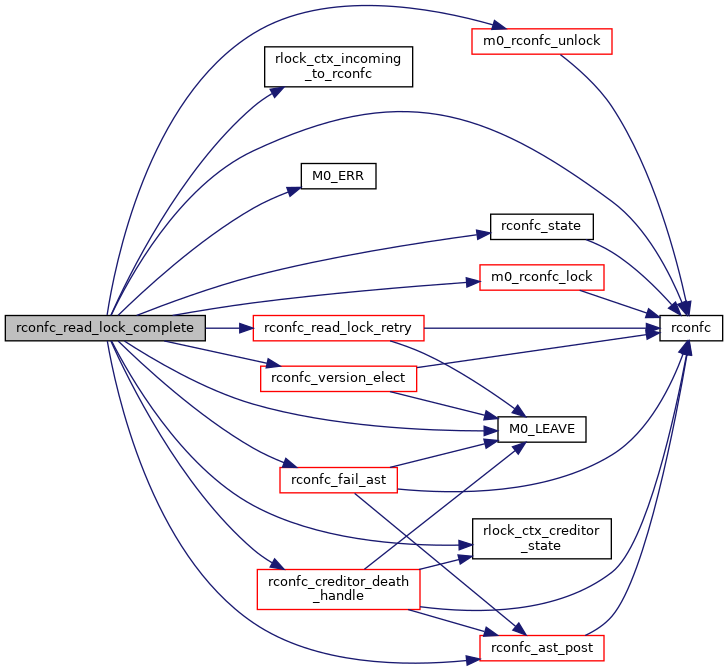 m0_rconfc_unlock
rlock_ctx_incoming
_to_rconfc
M0_ERR
rconfc_state
m0_rconfc_lock
rconfc_read_lock_complete
rconfc_read_lock_retry
rconfc
rconfc_version_elect
M0_LEAVE
rconfc_fail_ast
rlock_ctx_creditor
_state
rconfc_creditor_death
_handle
rconfc_ast_post